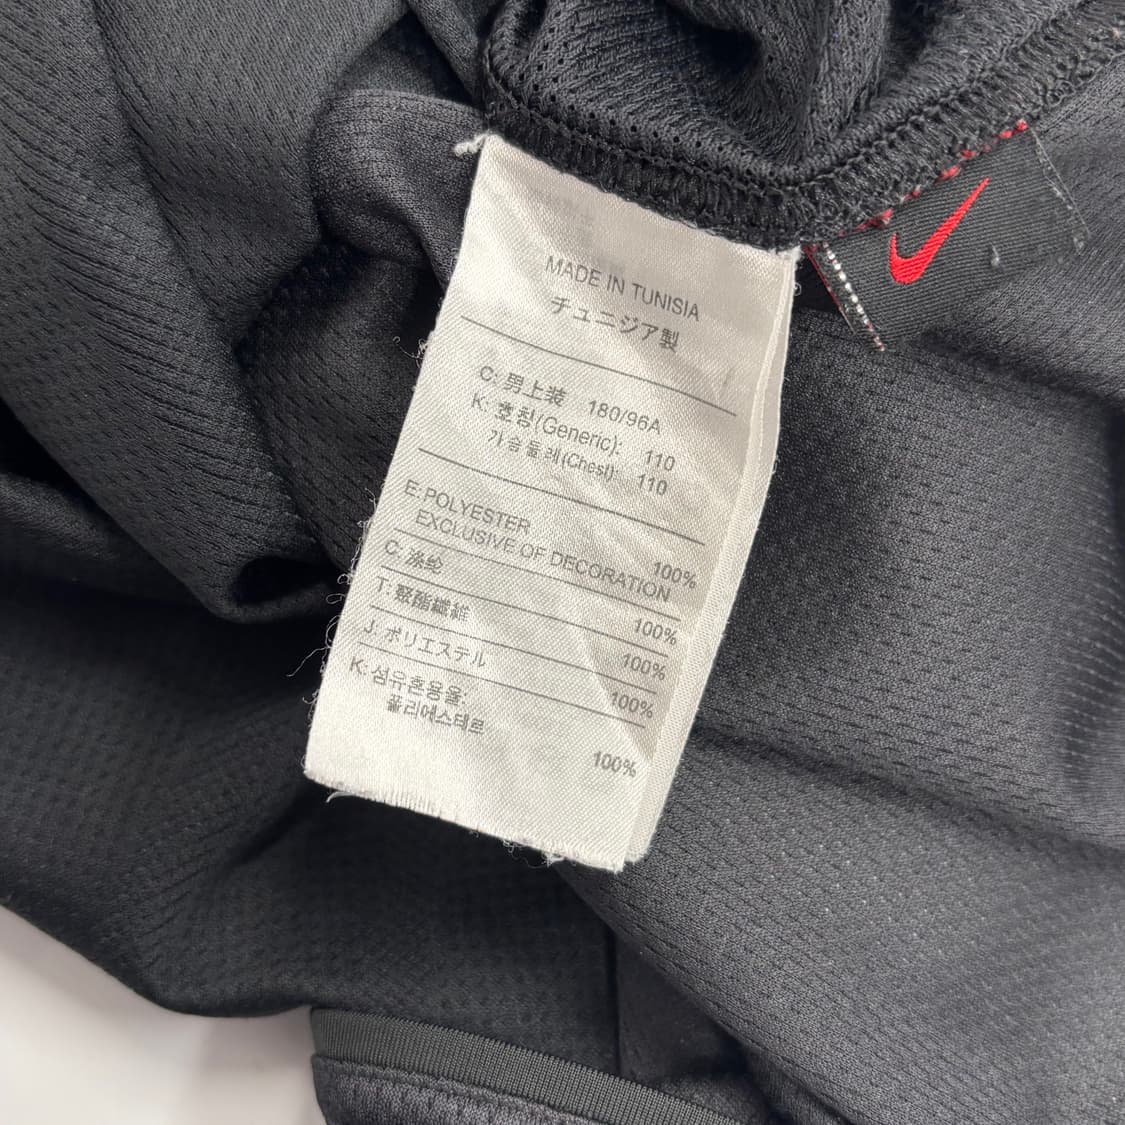 MADE IN TUNISIA
チュニジア製
C: 男上装 180/96A
K: 호칭(Generic): 110
가슴둘레(Chest): 110
E: POLYESTER 100%
EXCLUSIVE OF DECORATION
C: 涤纶 100%
T: 聚酯纖維 100%
J: ポリエステル 100%
K: 섬유혼용율:
폴리에스테르 100%